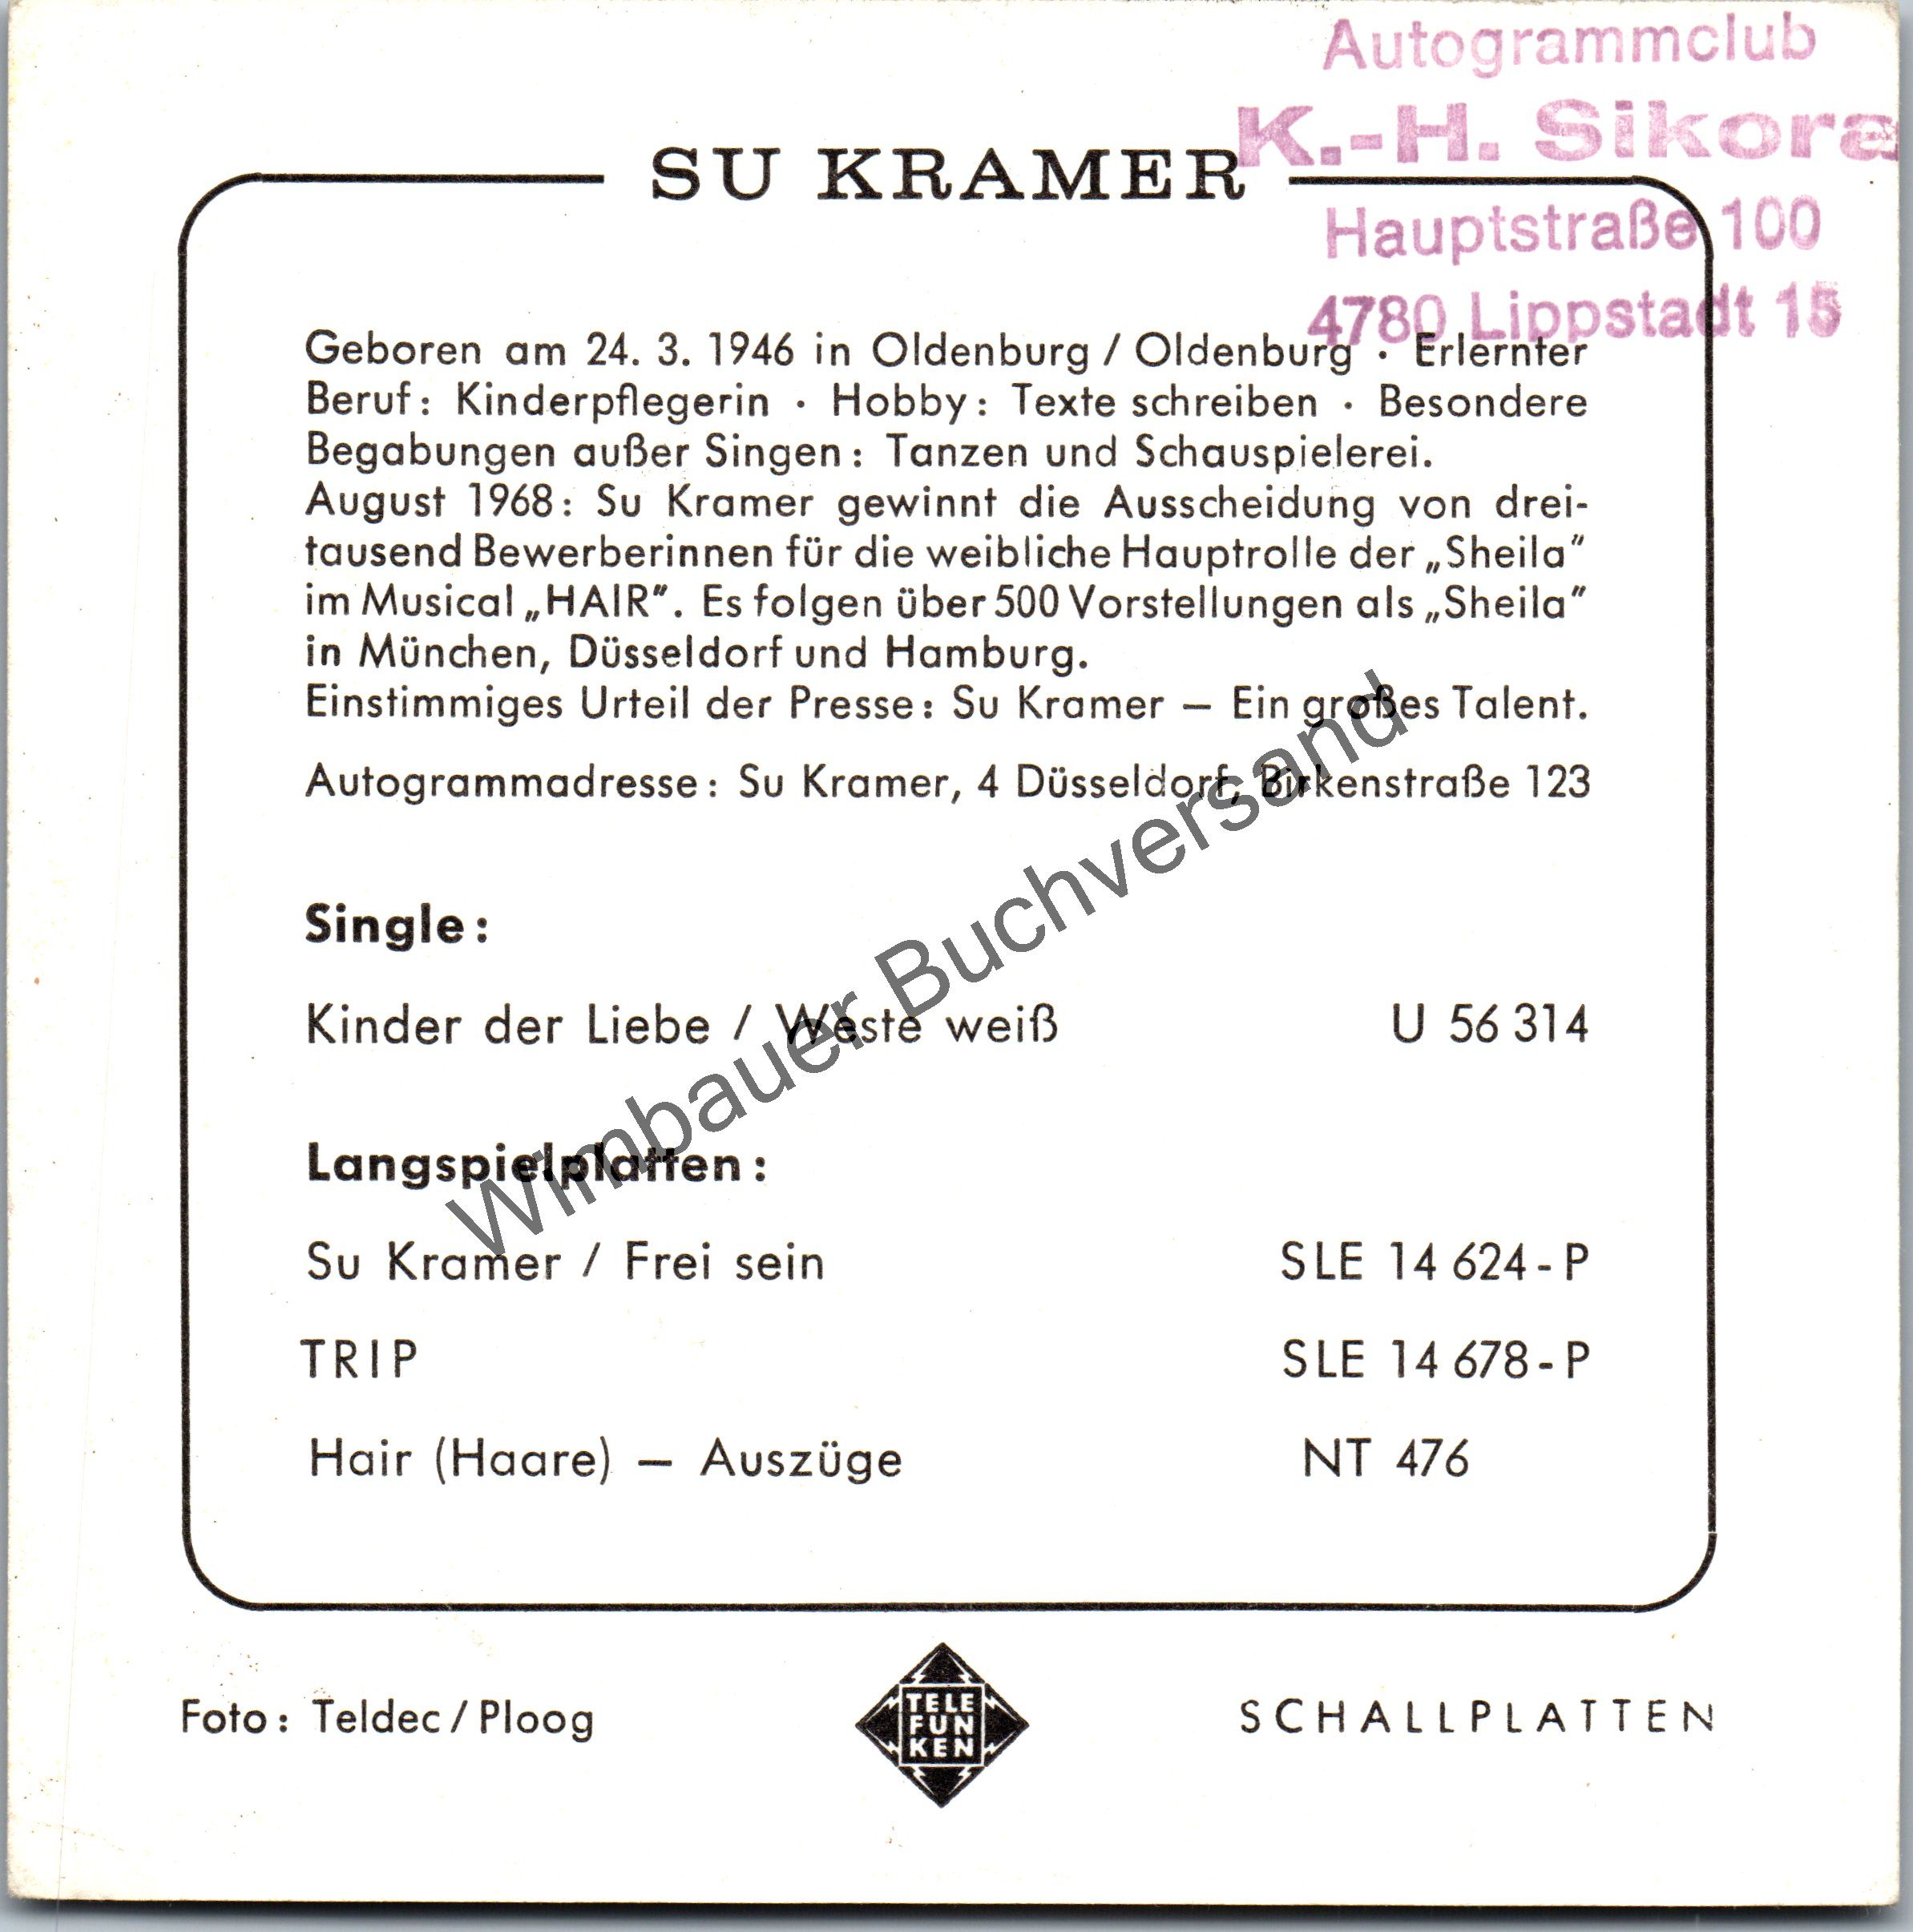 Autogrammclub
K.-H. Sikora
Hauptstraße 100
4780 Lippstadt 15
SU KRAMER
Geboren am 24. 3. 1946 in Oldenburg / Oldenburg · Erlernter
Beruf: Kinderpflegerin · Hobby: Texte schreiben · Besondere
Begabungen außer Singen: Tanzen und Schauspielerei.
August 1968: Su Kramer gewinnt die Ausscheidung von drei-
tausend Bewerberinnen für die weibliche Hauptrolle der „Sheila”
im Musical „HAIR”. Es folgen über 500 Vorstellungen als „Sheila”
in München, Düsseldorf und Hamburg.
Einstimmiges Urteil der Presse: Su Kramer — Ein großes Talent.
Autogrammadresse: Su Kramer, 4 Düsseldorf, Birkenstraße 123
Single:
Kinder der Liebe / Weste weiß U 56 314
Langspielplatten:
Su Kramer / Frei sein SLE 14 624-P
TRIP SLE 14 678-P
Hair (Haare) — Auszüge NT 476
Wimbauer Buchversand
Foto: Teldec / Ploog
TELE
FUN
KEN
SCHALLPLATTEN